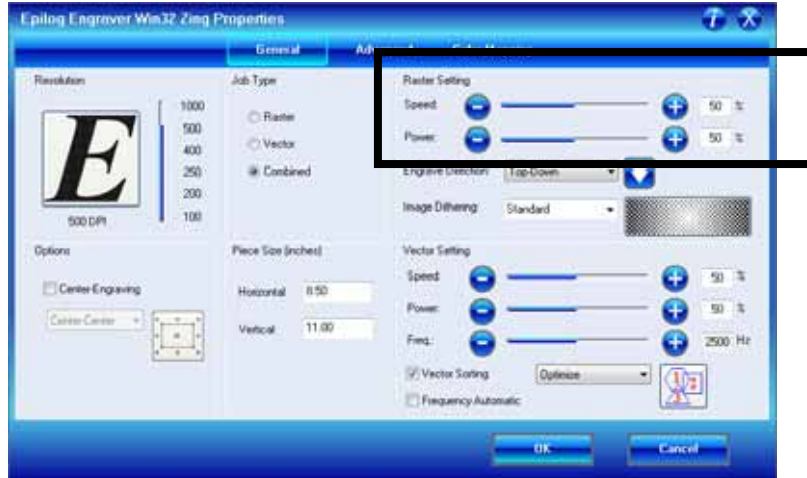 Epilog Engraver Win32 Zing Properties
General
Resolution
1000
500
400
250
200
100
E
500 DPI
Job Type
Raster
Vector
Combined
Raster Setting
Speed: 50 %
Power: 50 %
Engrave Direction: Top-Down
Image Dithering: Standard
Options
Center-Engraving
Center-Center
Piece Size (inches)
Horizontal 8.50
Vertical 11.00
Vector Setting
Speed: 50 %
Power: 50 %
Freq.: 2500 Hz
Vector Sorting Optimize
Frequency Automatic
OK Cancel